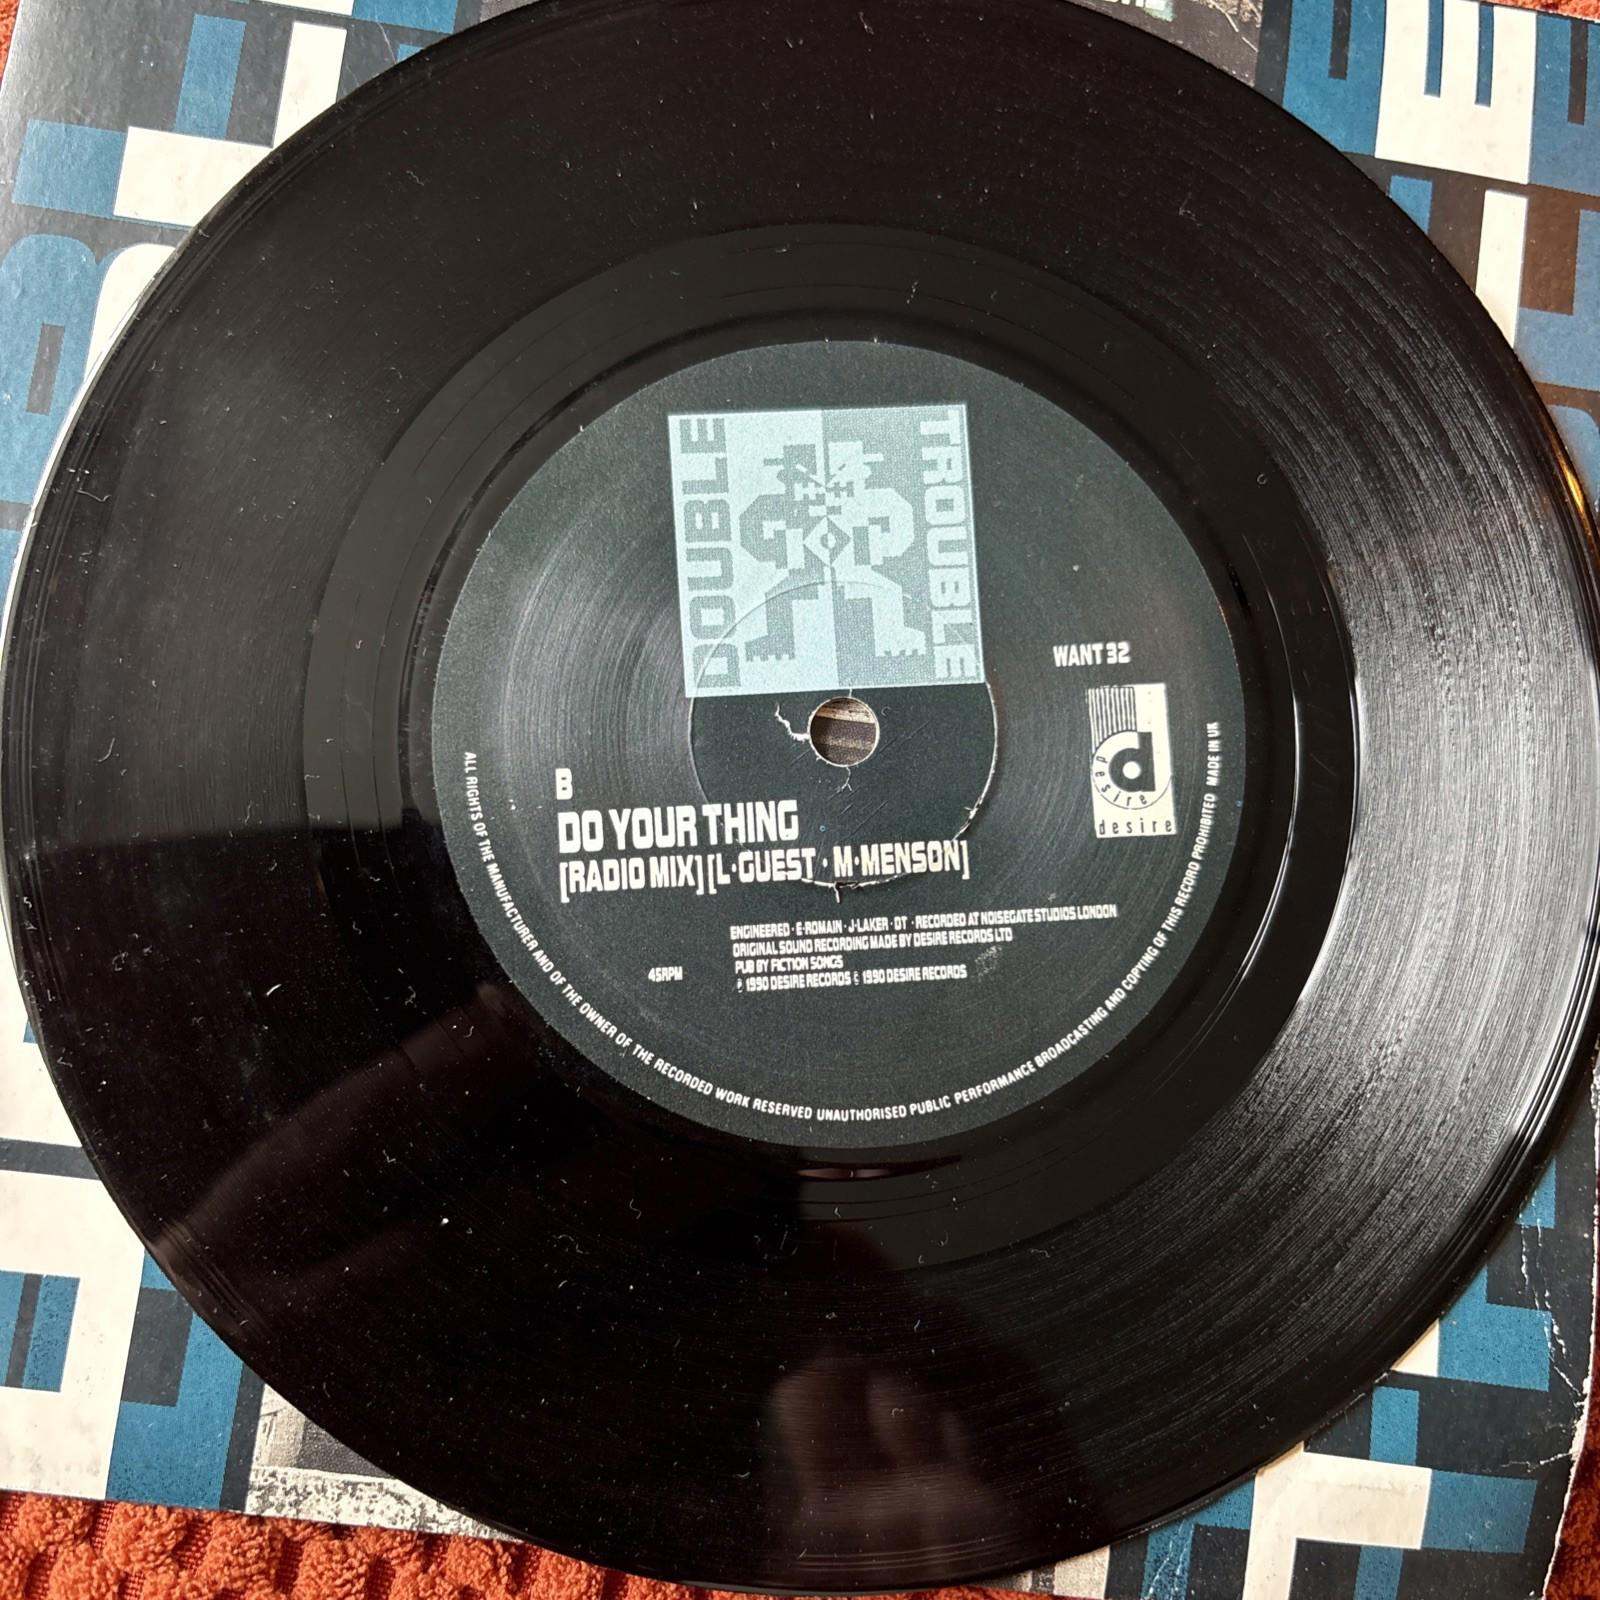 DOUBLE
TROUBLE
WANT 32
desire
desire
B
DO YOUR THING
[RADIO MIX] [L·GUEST · M·MENSON]
ENGINEERED · E·ROMAIN · J·LAKER · DT · RECORDED AT NOISEGATE STUDIOS LONDON
ORIGINAL SOUND RECORDING MADE BY DESIRE RECORDS LTD
PUB BY FICTION SONGS
℗ 1990 DESIRE RECORDS © 1990 DESIRE RECORDS
45RPM
ALL RIGHTS OF THE MANUFACTURER AND OF THE OWNER OF THE RECORDED WORK RESERVED UNAUTHORISED PUBLIC PERFORMANCE BROADCASTING AND COPYING OF THIS RECORD PROHIBITED MADE IN UK